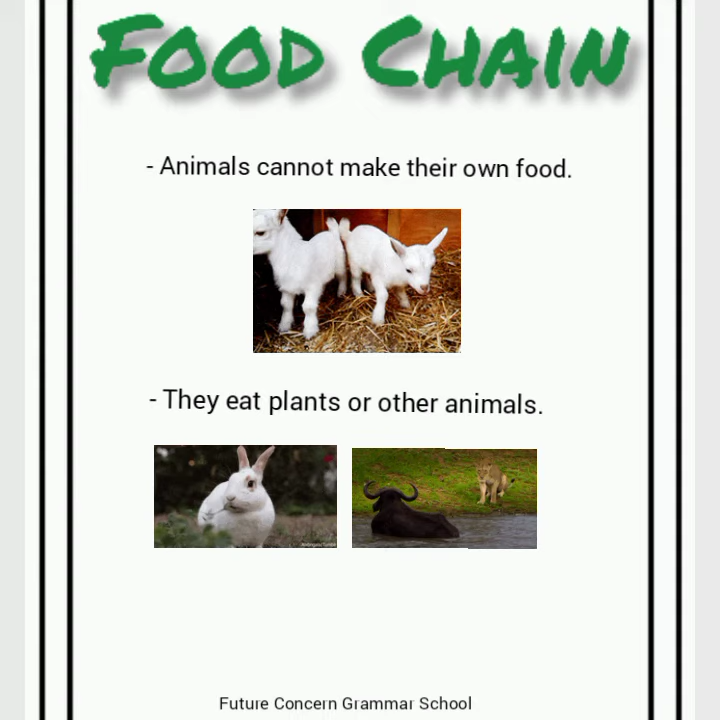 Food Chain
- Animals cannot make their own food.
- They eat plants or other animals.
Future Concern Grammar School